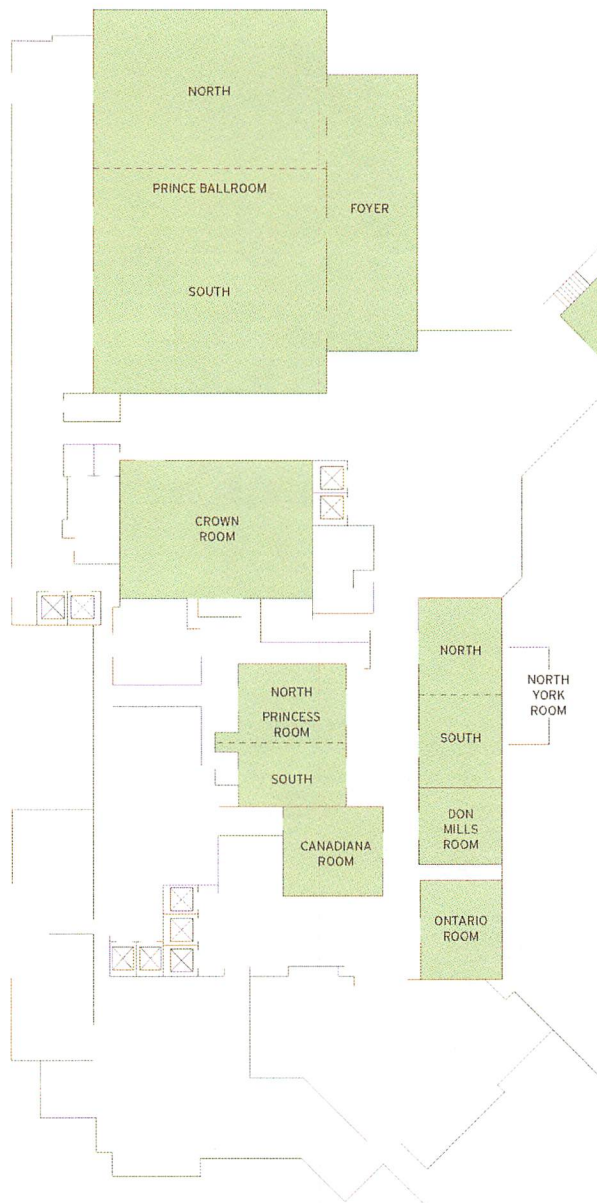 NORTH
PRINCE BALLROOM
SOUTH
FOYER
CROWN
ROOM
NORTH
PRINCESS
ROOM
SOUTH
CANADIANA
ROOM
NORTH
SOUTH
NORTH
YORK
ROOM
DON
MILLS
ROOM
ONTARIO
ROOM